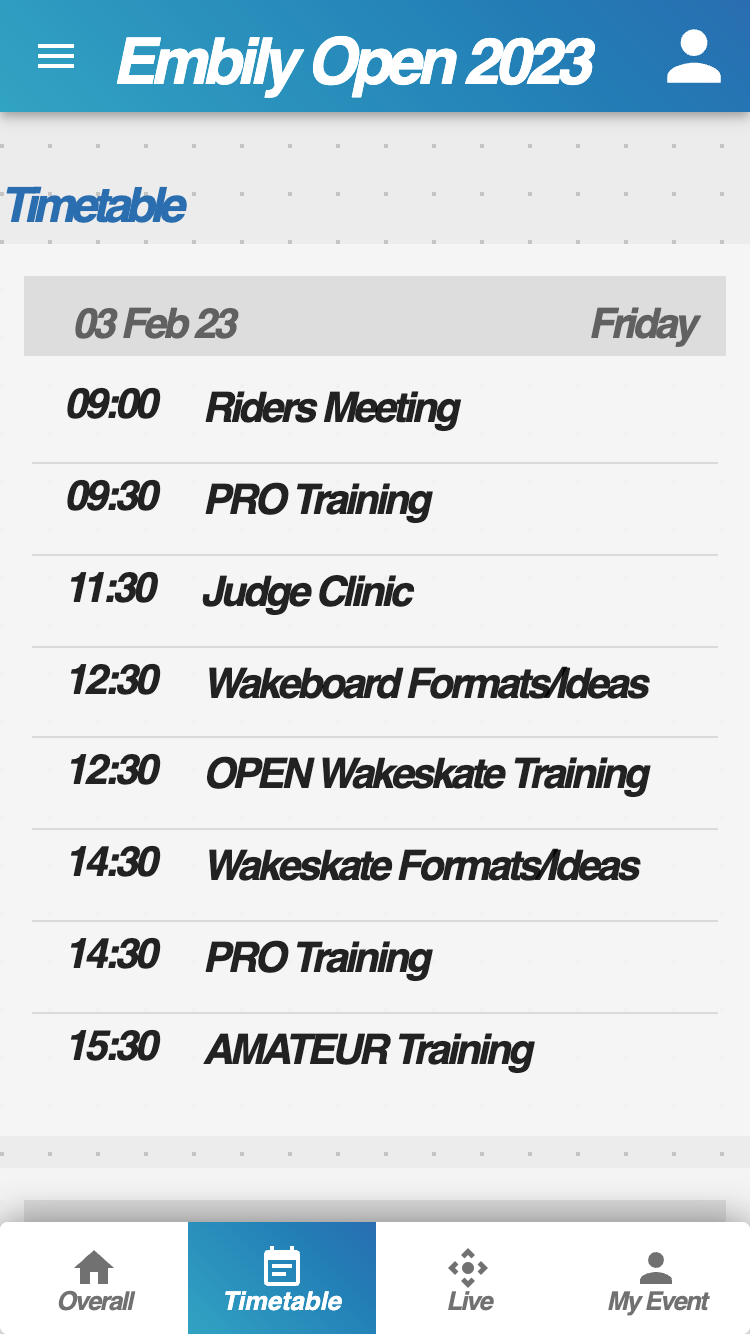 Embily Open 2023
Timetable
03 Feb 23 Friday
09:00 Riders Meeting
09:30 PRO Training
11:30 Judge Clinic
12:30 Wakeboard Formats/Ideas
12:30 OPEN Wakeskate Training
14:30 Wakeskate Formats/Ideas
14:30 PRO Training
15:30 AMATEUR Training
Overall Timetable Live My Event